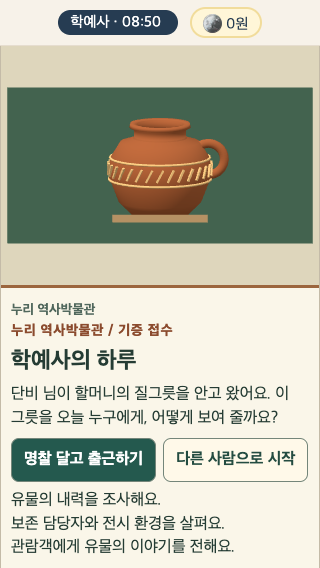 학예사 · 08:50
0원
누리 역사박물관
누리 역사박물관 / 기증 접수
학예사의 하루
단비 님이 할머니의 질그릇을 안고 왔어요. 이
그릇을 오늘 누구에게, 어떻게 보여 줄까요?
명찰 달고 출근하기
다른 사람으로 시작
유물의 내력을 조사해요.
보존 담당자와 전시 환경을 살펴요.
관람객에게 유물의 이야기를 전해요.